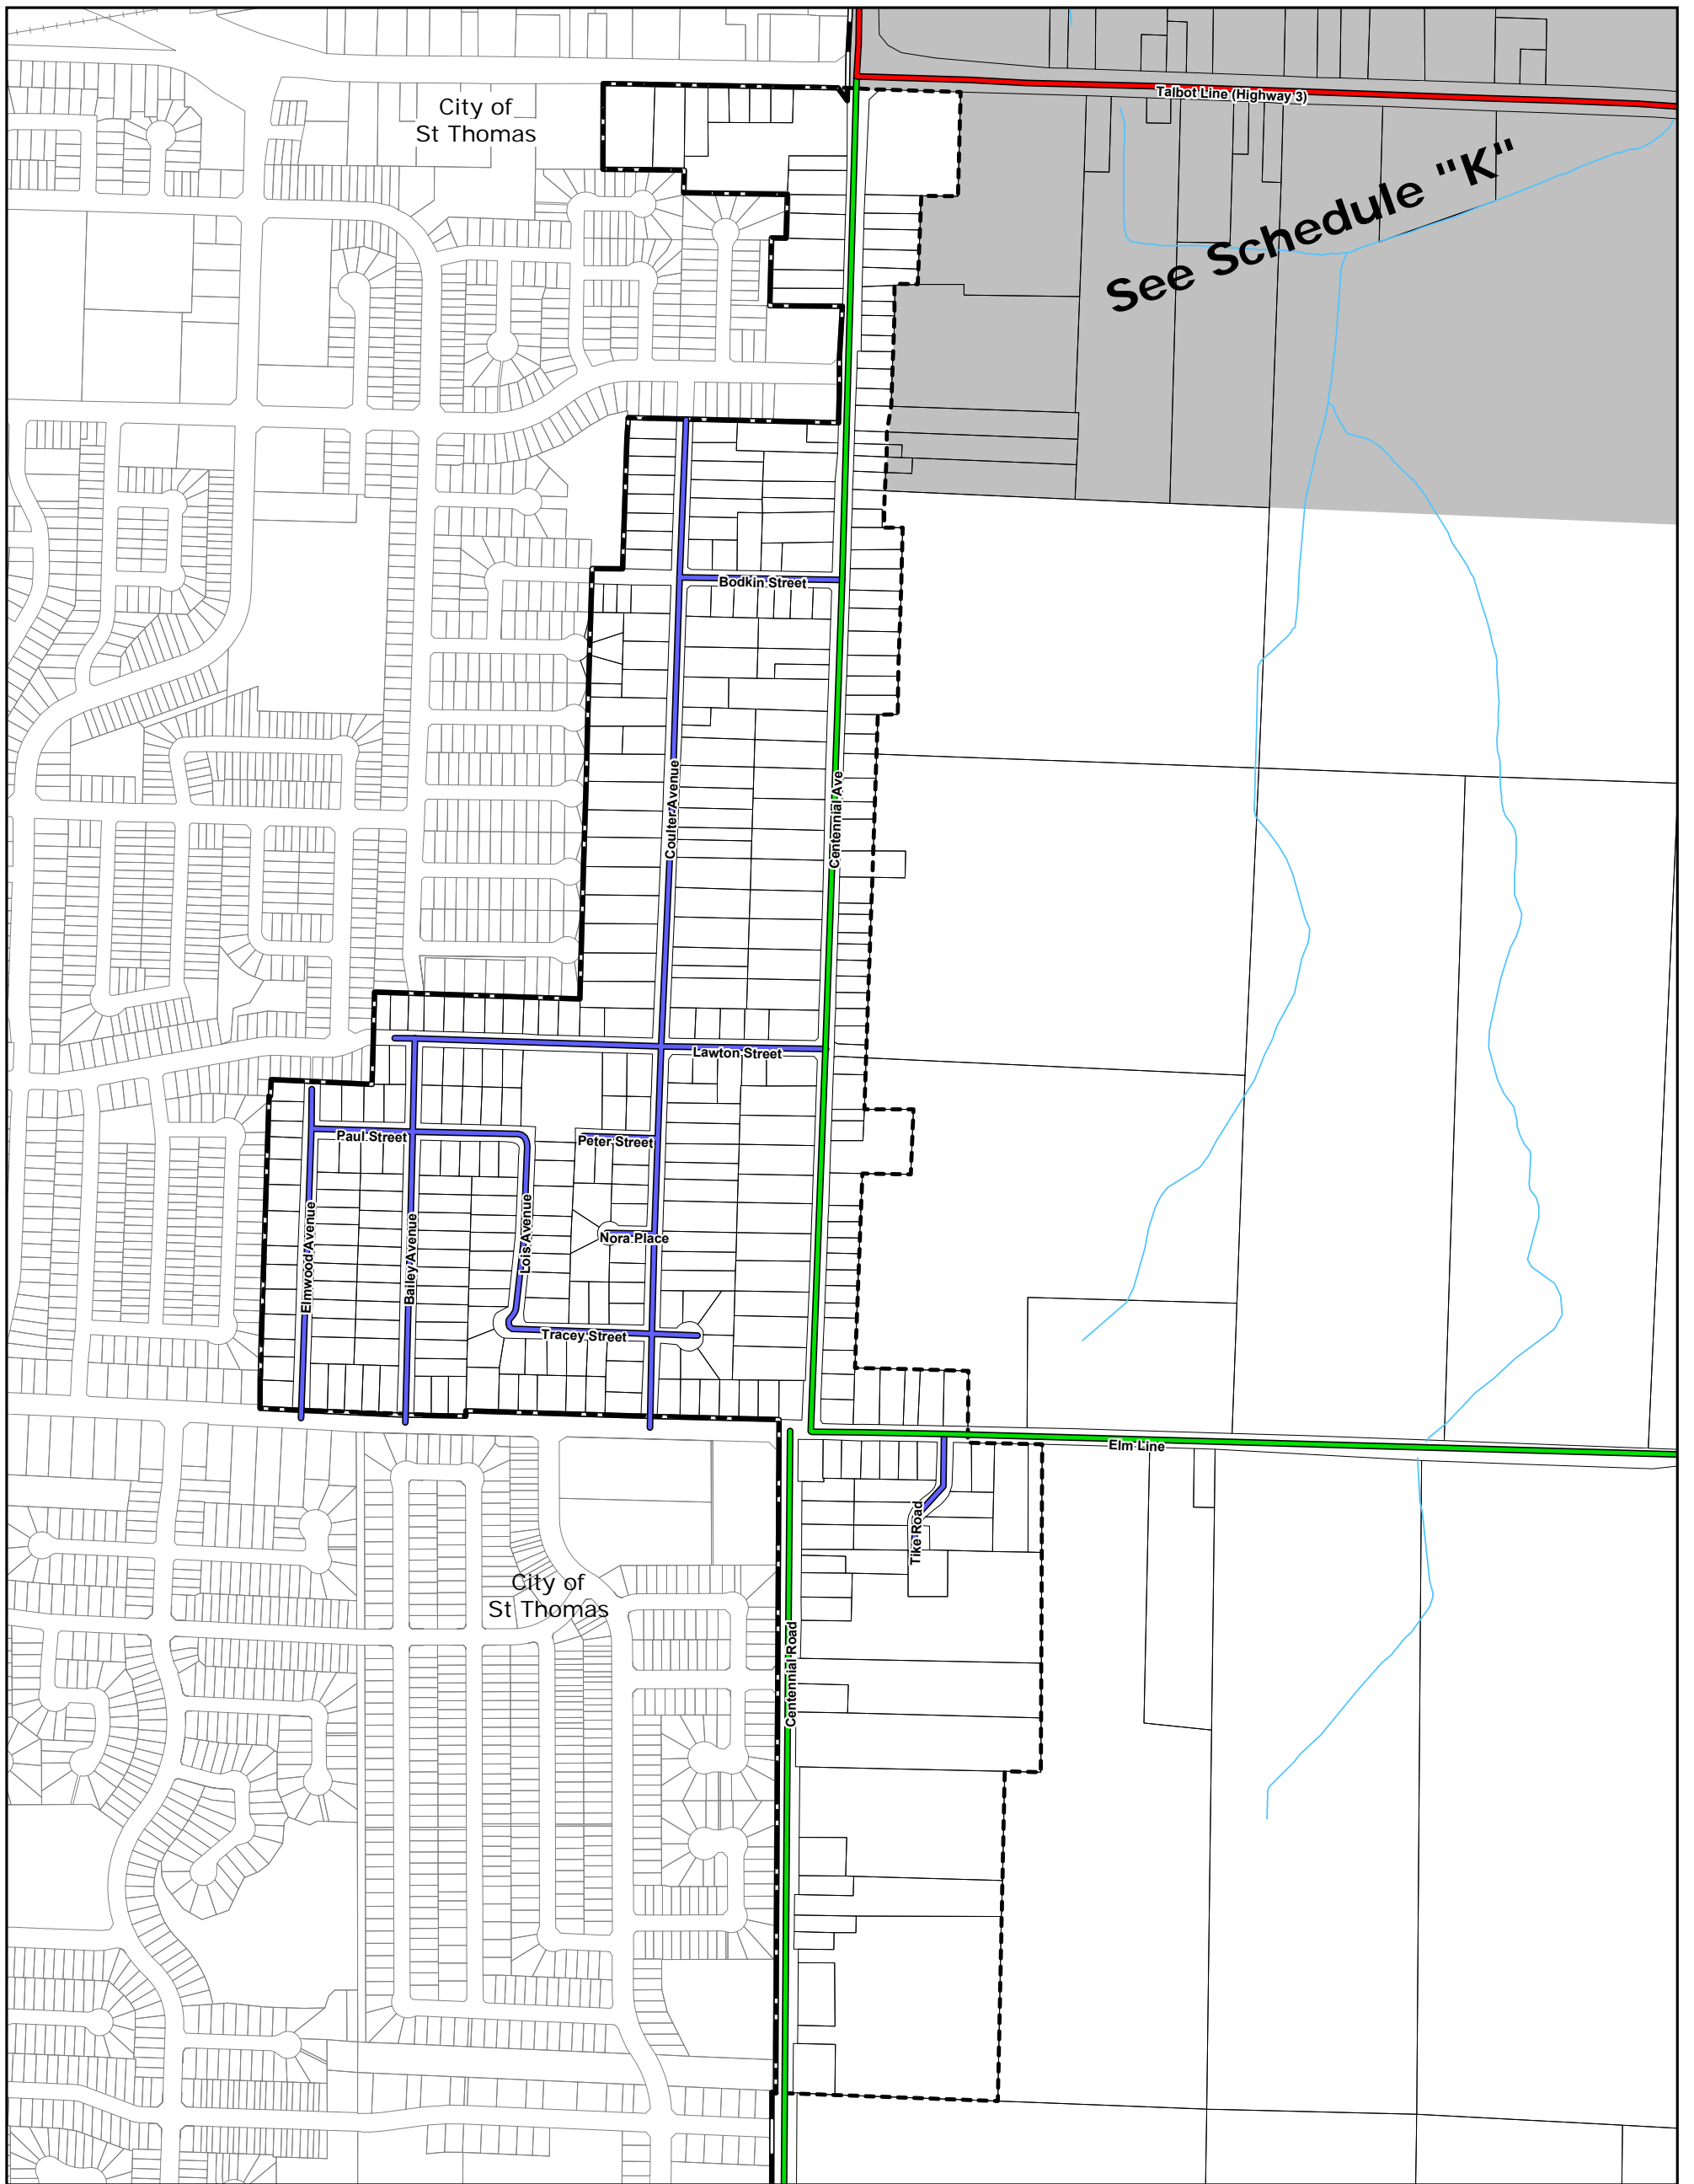 Talbot Line (Highway 3)
City of
St Thomas
See Schedule "K"
Bodkin Street
Coulter Avenue
Centennial Ave
Lawton Street
Paul Street
Peter Street
Elmwood Avenue
Bailey Avenue
Lois Avenue
Nora Place
Tracey Street
Elm Line
Tike Road
City of
St Thomas
Centennial Road